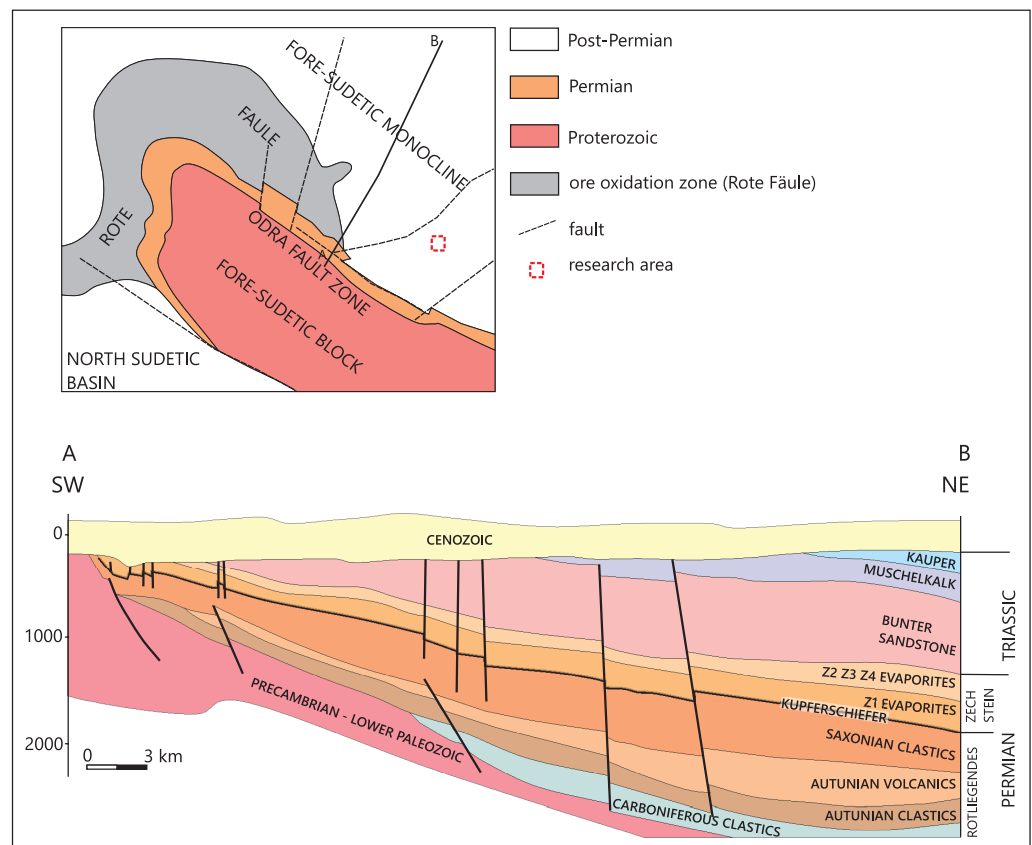 B
FORE-SUDETIC MONOCLINE
FAULE
ROTE
ODRA FAULT ZONE
A
FORE-SUDETIC BLOCK
NORTH SUDETIC
BASIN
Post-Permian
Permian
Proterozoic
ore oxidation zone (Rote Fäule)
fault
research area
A
SW
B
NE
0
1000
2000
0 3 km
CENOZOIC
KAUPER
MUSCHELKALK
BUNTER
SANDSTONE
Z2 Z3 Z4 EVAPORITES
Z1 EVAPORITES
KUPFERSCHIEFER
SAXONIAN CLASTICS
AUTUNIAN VOLCANICS
AUTUNIAN CLASTICS
CARBONIFEROUS CLASTICS
PRECAMBRIAN - LOWER PALEOZOIC
TRIASSIC
ZECH
STEIN
ROTLIEGENDES
PERMIAN